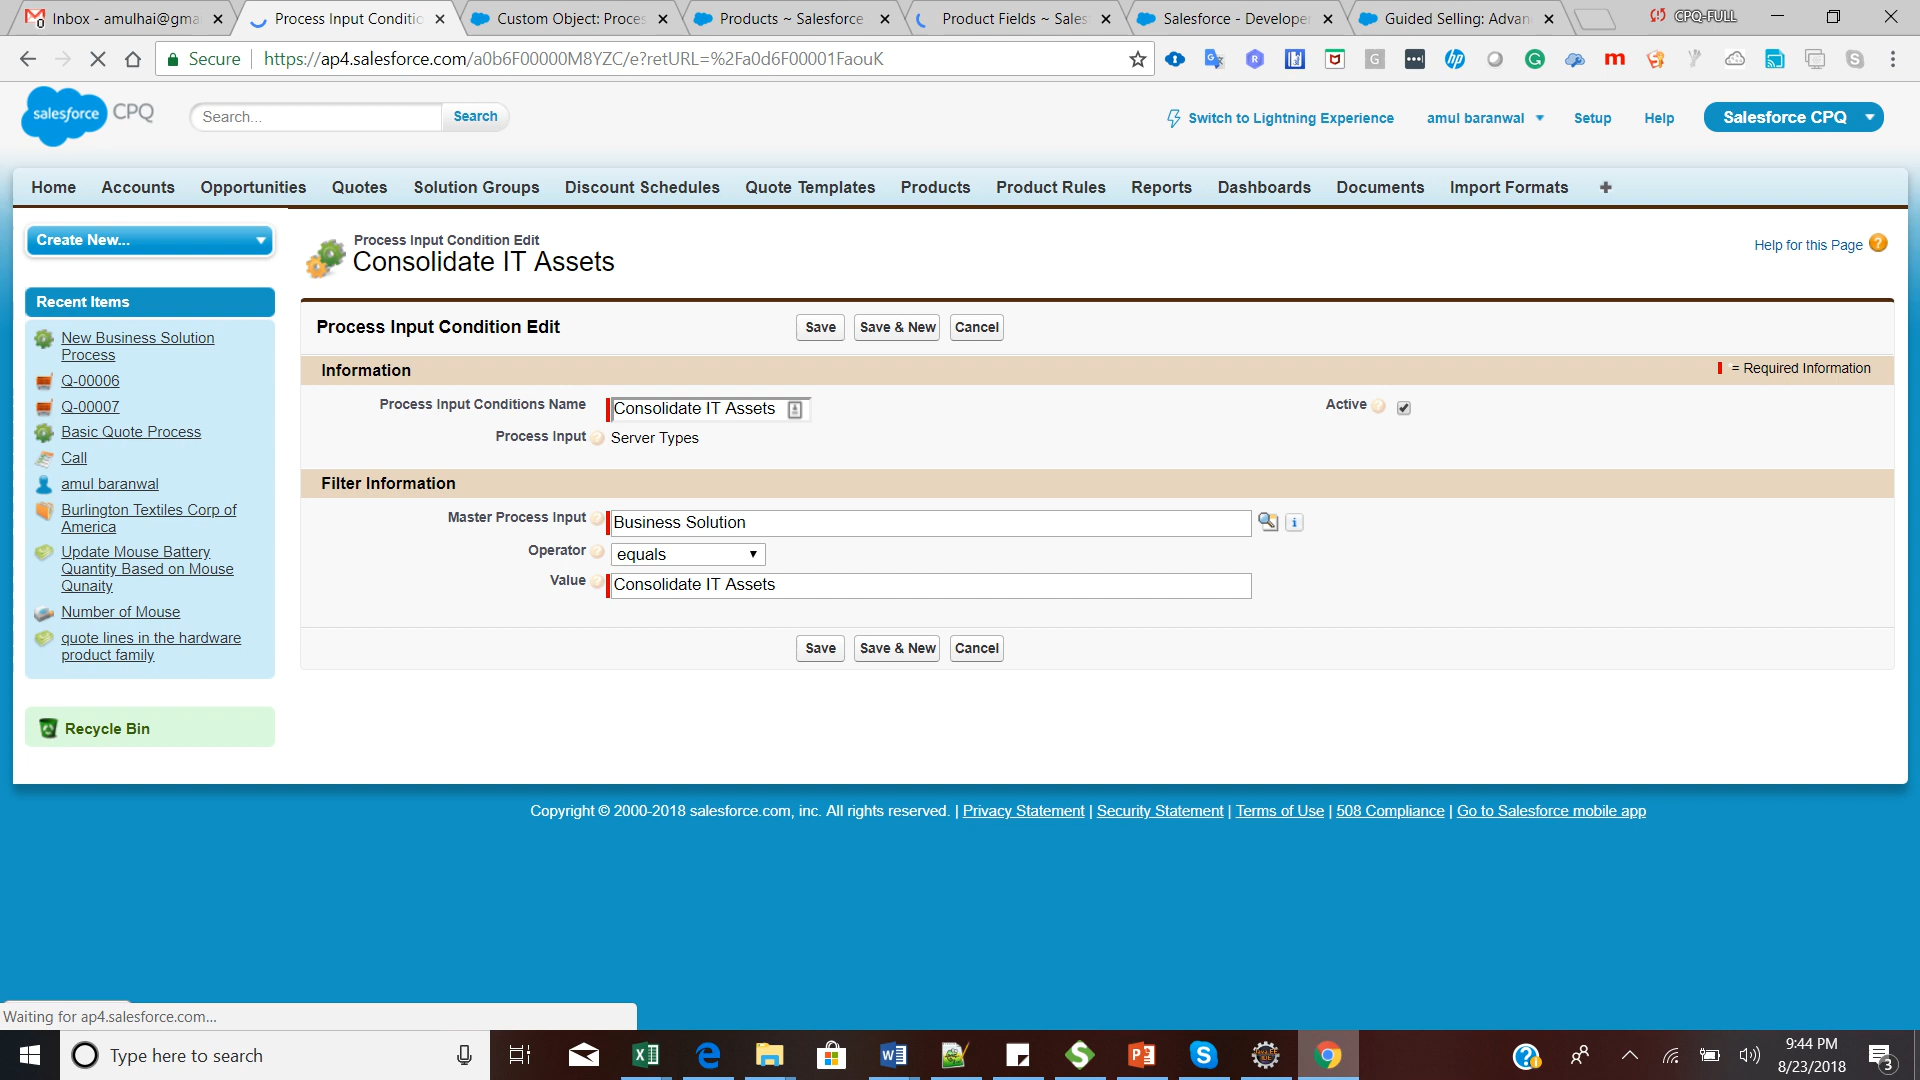 Inbox - amulhai@gma
Process Input Conditio
Custom Object: Proces
Products ~ Salesforce
Product Fields ~ Sales
Salesforce - Develope
Guided Selling: Advan
CPQ-FULL
Secure
https://ap4.salesforce.com/a0b6F00000M8YZC/e?retURL=%2Fa0d6F00001FaouK
salesforce CPQ
Search...
Search
Switch to Lightning Experience
amul baranwal
Setup
Help
Salesforce CPQ
Home Accounts Opportunities Quotes Solution Groups Discount Schedules Quote Templates Products Product Rules Reports Dashboards Documents Import Formats +
Create New...
Recent Items
New Business Solution
Process
Q-00006
Q-00007
Basic Quote Process
Call
amul baranwal
Burlington Textiles Corp of
America
Update Mouse Battery
Quantity Based on Mouse
Qunaity
Number of Mouse
quote lines in the hardware
product family
Recycle Bin
Process Input Condition Edit
Consolidate IT Assets
Help for this Page
Process Input Condition Edit
Save Save & New Cancel
Information
= Required Information
Process Input Conditions Name Consolidate IT Assets
Active
Process Input Server Types
Filter Information
Master Process Input Business Solution
Operator equals
Value Consolidate IT Assets
Save Save & New Cancel
Copyright © 2000-2018 salesforce.com, inc. All rights reserved. | Privacy Statement | Security Statement | Terms of Use | 508 Compliance | Go to Salesforce mobile app
Waiting for ap4.salesforce.com...
Type here to search
9:44 PM
8/23/2018
3